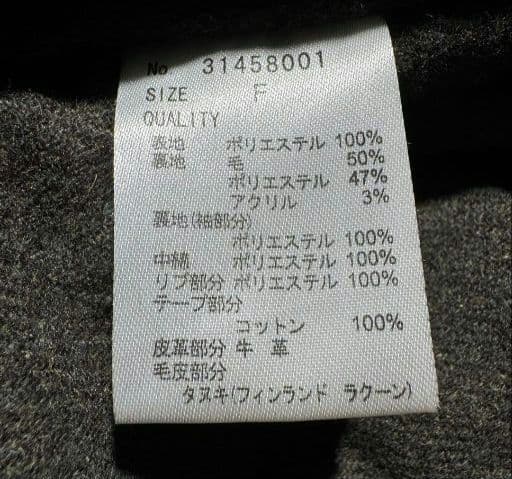 No. 31458001
SIZE F
QUALITY
表地 ポリエステル 100%
裏地 毛 50%
ポリエステル 47%
アクリル 3%
裏地(袖部分)
ポリエステル 100%
中綿 ポリエステル 100%
リブ部分 ポリエステル 100%
テープ部分
コットン 100%
皮革部分 牛革
毛皮部分
タヌキ(フィンランド ラクーン)